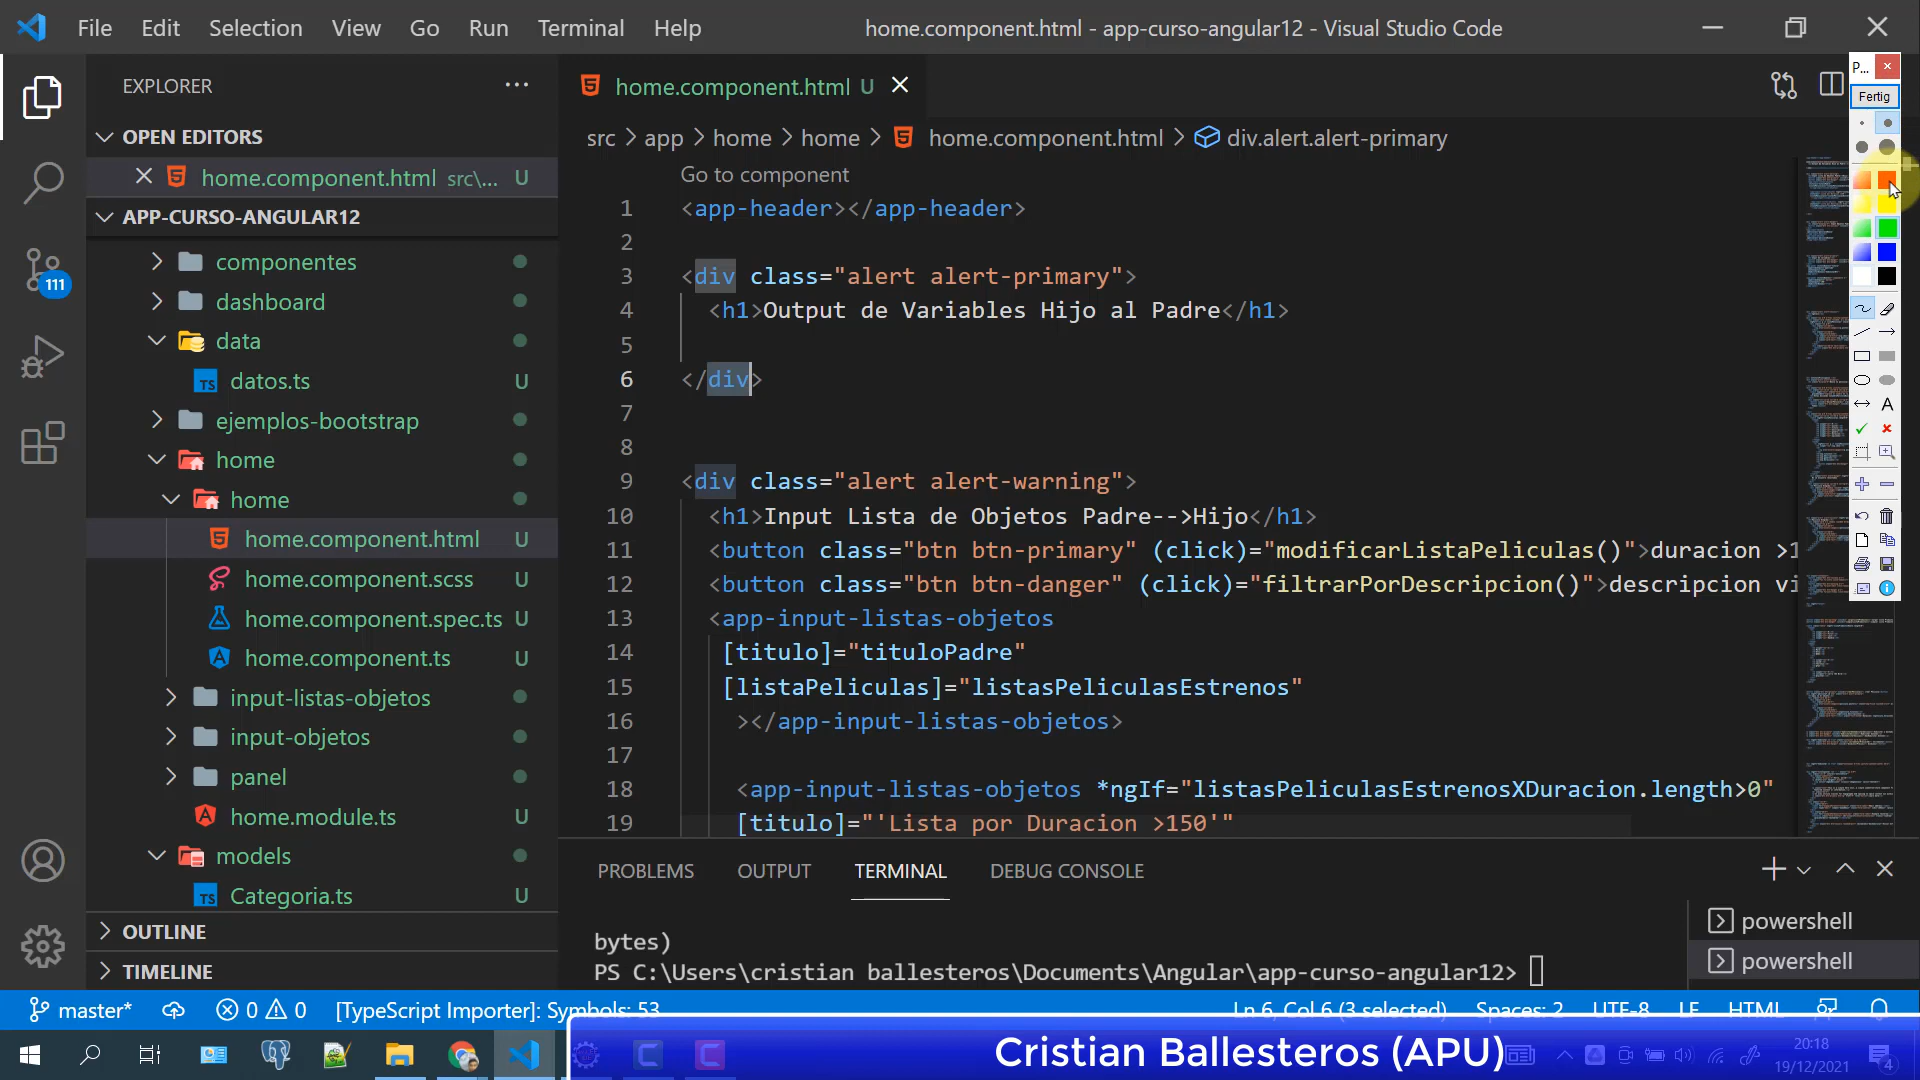 File Edit Selection View Go Run Terminal Help
home.component.html - app-curso-angular12 - Visual Studio Code
P...
Fertig
EXPLORER
OPEN EDITORS
home.component.html src\... U
APP-CURSO-ANGULAR12
componentes
dashboard
data
datos.ts U
ejemplos-bootstrap
home
home
home.component.html U
home.component.scss U
home.component.spec.ts U
home.component.ts U
input-listas-objetos
input-objetos
panel
home.module.ts U
models
Categoria.ts U
OUTLINE
TIMELINE
111
home.component.html U
src > app > home > home > home.component.html > div.alert.alert-primary
Go to component
1 <app-header></app-header>
2
3 <div class="alert alert-primary">
4 <h1>Output de Variables Hijo al Padre</h1>
5
6 </div>
7
8
9 <div class="alert alert-warning">
10 <h1>Input Lista de Objetos Padre-->Hijo</h1>
11 <button class="btn btn-primary" (click)="modificarListaPeliculas()">duracion >1
12 <button class="btn btn-danger" (click)="filtrarPorDescripcion()">descripcion vi
13 <app-input-listas-objetos
14 [titulo]="tituloPadre"
15 [listaPeliculas]="listasPeliculasEstrenos"
16 ></app-input-listas-objetos>
17
18 <app-input-listas-objetos *ngIf="listasPeliculasEstrenosXDuracion.length>0"
19 [titulo]="'Lista por Duracion >150'"
A
PROBLEMS OUTPUT TERMINAL DEBUG CONSOLE
bytes)
PS C:\Users\cristian ballesteros\Documents\Angular\app-curso-angular12>
powershell
powershell
master* 0 0 [TypeScript Importer]: Symbols: 53
Ln 6, Col 6 (3 selected) Spaces: 2 UTF-8 LF HTML
Cristian Ballesteros (APU)
20:18
19/12/2021
4